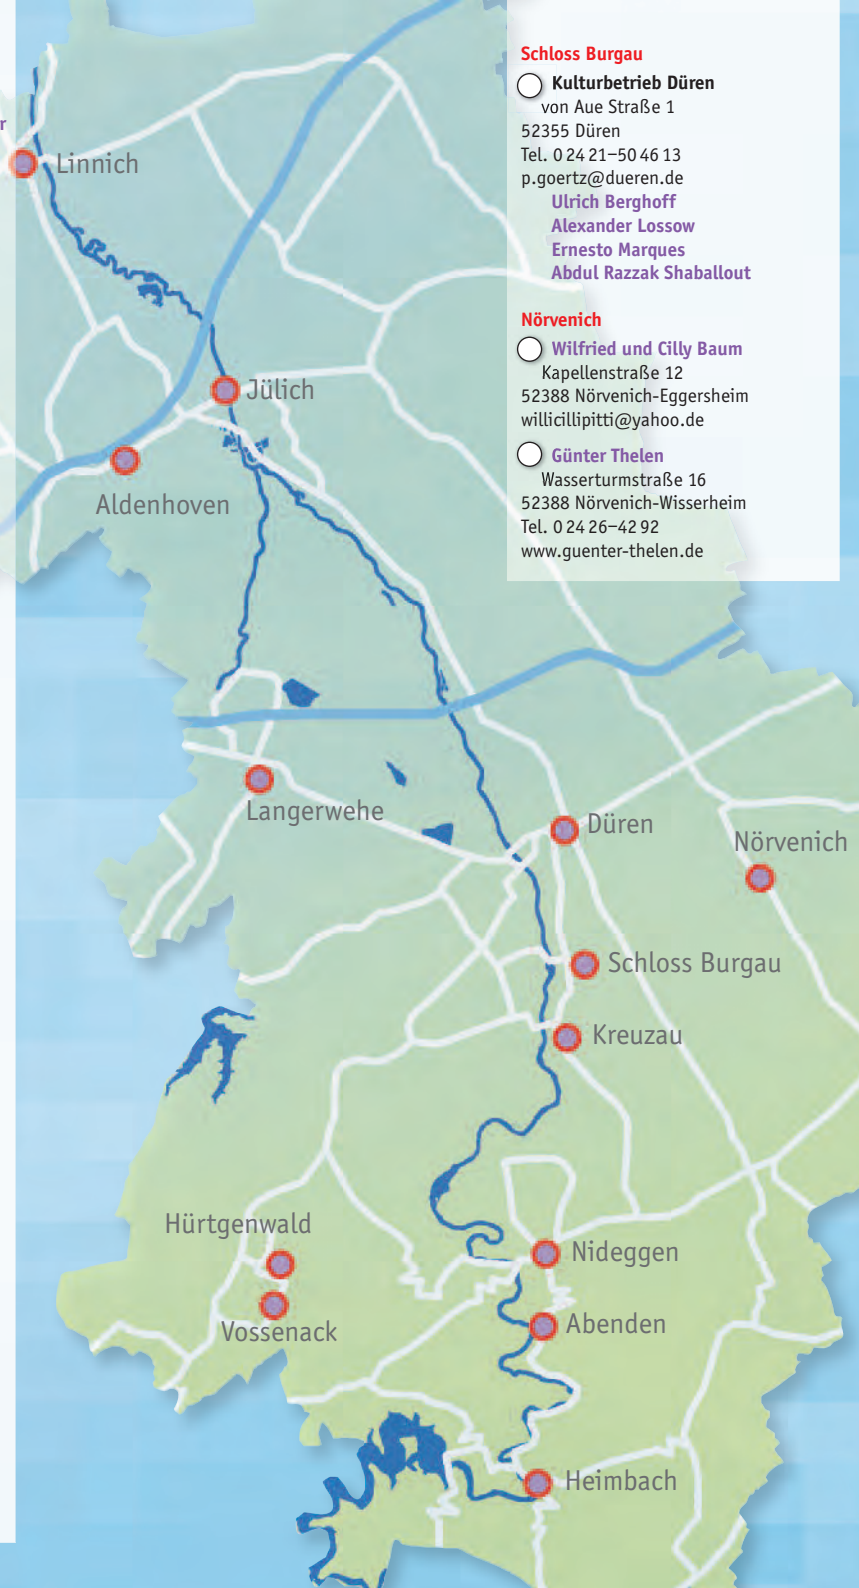 Schloss Burgau
Kulturbetrieb Düren
von Aue Straße 1
52355 Düren
Tel. 0 24 21–50 46 13
p.goertz@dueren.de
Ulrich Berghoff
Alexander Lossow
Ernesto Marques
Abdul Razzak Shaballout
Nörvenich
Wilfried und Cilly Baum
Kapellenstraße 12
52388 Nörvenich-Eggersheim
willicillipitti@yahoo.de
Günter Thelen
Wasserturmstraße 16
52388 Nörvenich-Wisserheim
Tel. 0 24 26–42 92
www.guenter-thelen.de
r
Linnich
Jülich
Aldenhoven
Langerwehe
Düren
Nörvenich
Schloss Burgau
Kreuzau
Hürtgenwald
Nideggen
Vossenack
Abenden
Heimbach